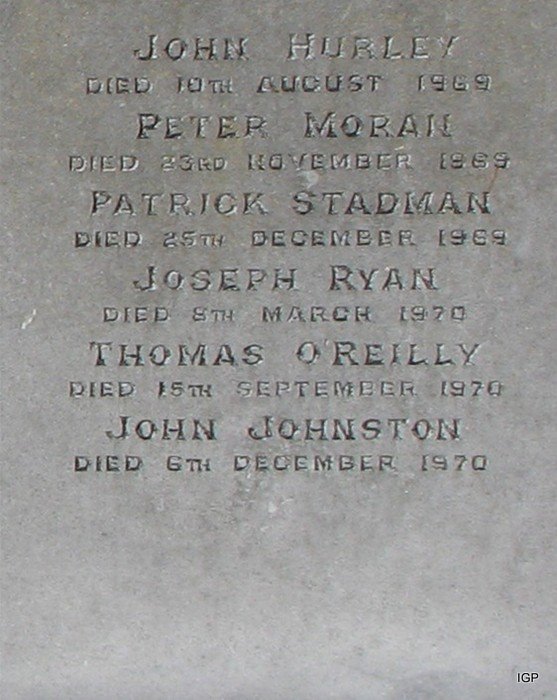 JOHN HURLEY
DIED 10TH AUGUST 1969
PETER MORAN
DIED 23RD NOVEMBER 1969
PATRICK STADMAN
DIED 25TH DECEMBER 1969
JOSEPH RYAN
DIED 8TH MARCH 1970
THOMAS O'REILLY
DIED 15TH SEPTEMBER 1970
JOHN JOHNSTON
DIED 6TH DECEMBER 1970
IGP